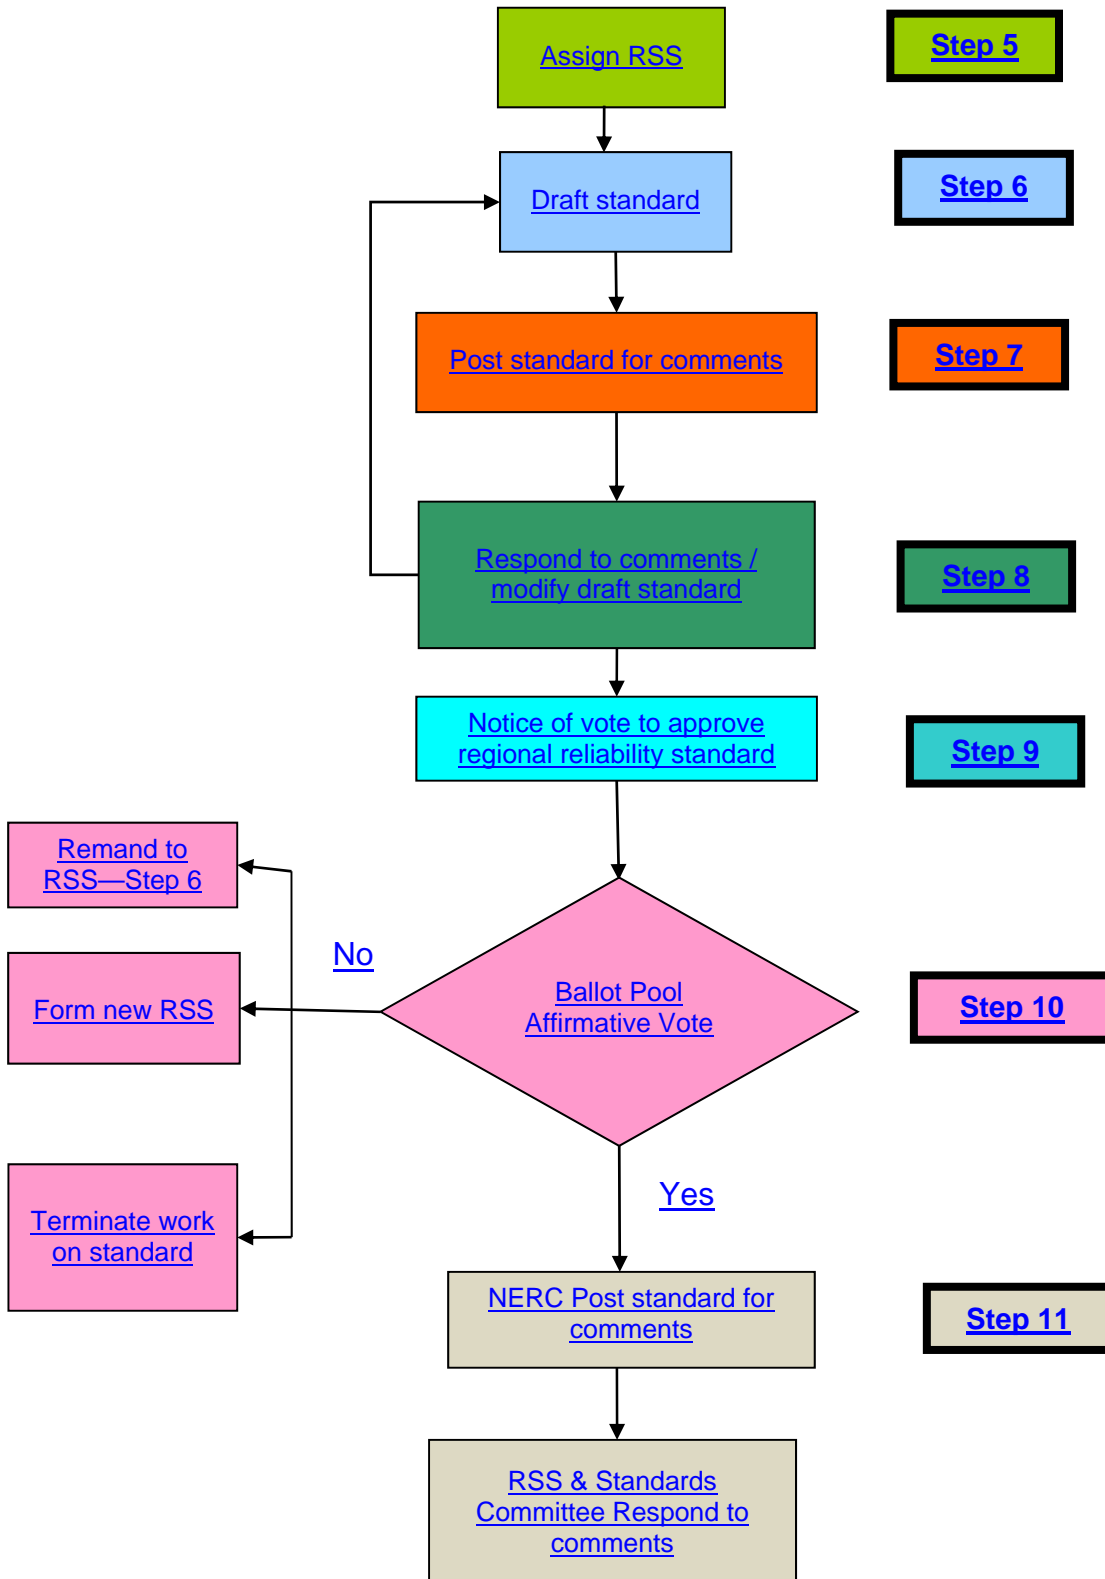 Assign RSS
Step 5
Draft standard
Step 6
Post standard for comments
Step 7
Respond to comments /
modify draft standard
Step 8
Notice of vote to approve
regional reliability standard
Step 9
Remand to
RSS—Step 6
No
Form new RSS
Ballot Pool
Affirmative Vote
Step 10
Terminate work
on standard
Yes
NERC Post standard for
comments
Step 11
RSS & Standards
Committee Respond to
comments